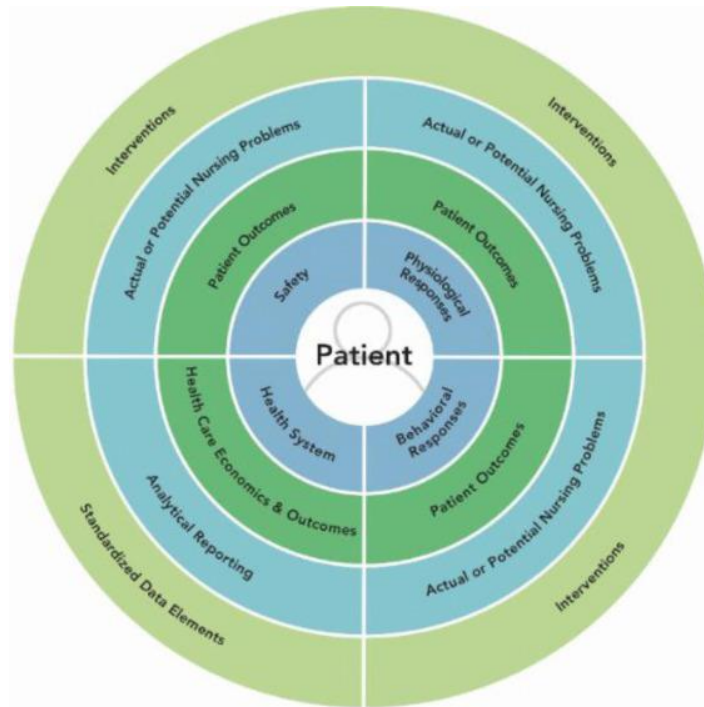 Interventions
Interventions
Actual or Potential Nursing Problems
Actual or Potential Nursing Problems
Patient Outcomes
Patient Outcomes
Safety
Physiological
Responses
Patient
Health System
Behavioral
Responses
Health Care Economics & Outcomes
Patient Outcomes
Analytical Reporting
Actual or Potential Nursing Problems
Standardized Data Elements
Interventions